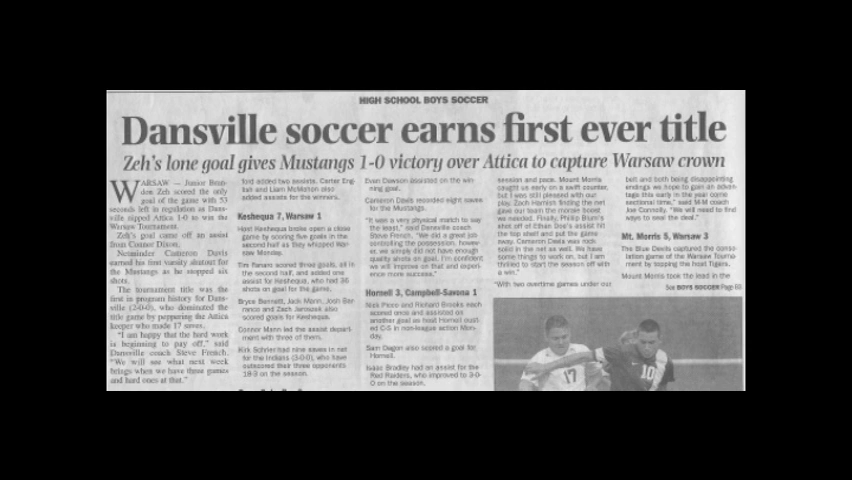 HIGH SCHOOL BOYS SOCCER
Dansville soccer earns first ever title
Zeh's lone goal gives Mustangs 1-0 victory over Attica to capture Warsaw crown
WARSAW — Junior Bran-
don Zeh scored the only
goal of the game with 53
seconds left in regulation as Dans-
ville nipped Attica 1-0 to win the
Warsaw Tournament.
Zeh's goal came off an assist
from Connor Dixon.
Netminder Cameron Davis
earned his first varsity shutout for
the Mustangs as he stopped six
shots.
The tournament title was the
first in program history for Dans-
ville (2-0-0), who dominated the
title game by peppering the Attica
keeper who made 17 saves.
"I am happy that the hard work
is beginning to pay off," said
Dansville coach Steve French.
"We will see what next week
brings when we have three games
and hard ones at that."
ford added two assists. Carter Eng-
lish and Liam McMahon also
added assists for the winners.
Keshequa 7, Warsaw 1
Host Keshequa broke open a close
game by scoring five goals in the
second half as they whipped War-
saw Monday.
Tim Fanaro scored three goals, all in
the second half, and added one
assist for Keshequa, who had 36
shots on goal for the game.
Bryce Bennett, Jack Mann, Josh Bar-
rance and Zach Jaroszek also
scored goals for Keshequa.
Connor Mann led the assist depart-
ment with three of them.
Kirk Schrier had nine saves in net
for the Indians (3-0-0), who have
outscored their three opponents
18-3 on the season.
Evan Dawson assisted on the win-
ning goal.
Cameron Davis recorded eight saves
for the Mustangs.
"It was a very physical match to say
the least," said Dansville coach
Steve French. "We did a great job
controlling the possession, howev-
er, we simply did not have enough
quality shots on goal. I'm confident
we will improve on that and experi-
ence more success."
Hornell 3, Campbell-Savona 1
Nick Piceo and Richard Brooks each
scored once and assisted on
another goal as host Hornell oust-
ed C-S in non-league action Mon-
day.
Sam Dagon also scored a goal for
Hornell.
Isaac Bradley had an assist for the
Red Raiders, who improved to 3-0-
0 on the season.
session and pace. Mount Morris
caught us early on a swift counter,
but I was still pleased with our
play. Zach Hamish finding the net
gave our team the morale boost
we needed. Finally, Phillip Blum's
shot off of Ethan Doe's assist hit
the top shelf and put the game
away. Cameron Davis was rock
solid in the net as well. We have
some things to work on, but I am
thrilled to start the season off with
a win."
"With two overtime games under our
belt and both being disappointing
endings we hope to gain an advan-
tage this early in the year come
sectional time," said M-M coach
Joe Connolly. "We will need to find
ways to seal the deal."
Mt. Morris 5, Warsaw 3
The Blue Devils captured the conso-
lation game of the Warsaw Tourna-
ment by topping the host Tigers.
Mount Morris took the lead in the
See BOYS SOCCER/Page
17
10